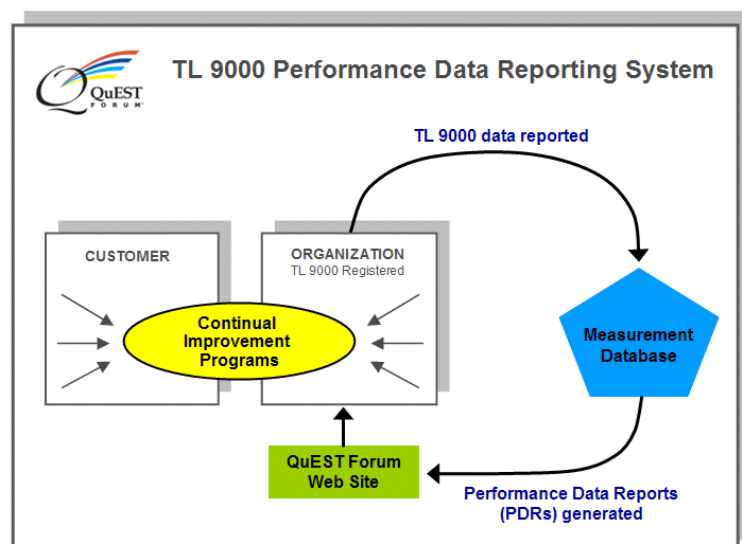 QuEST
FORUM
TL 9000 Performance Data Reporting System
TL 9000 data reported
CUSTOMER
ORGANIZATION
TL 9000 Registered
Continual
Improvement
Programs
Measurement
Database
QuEST Forum
Web Site
Performance Data Reports
(PDRs) generated